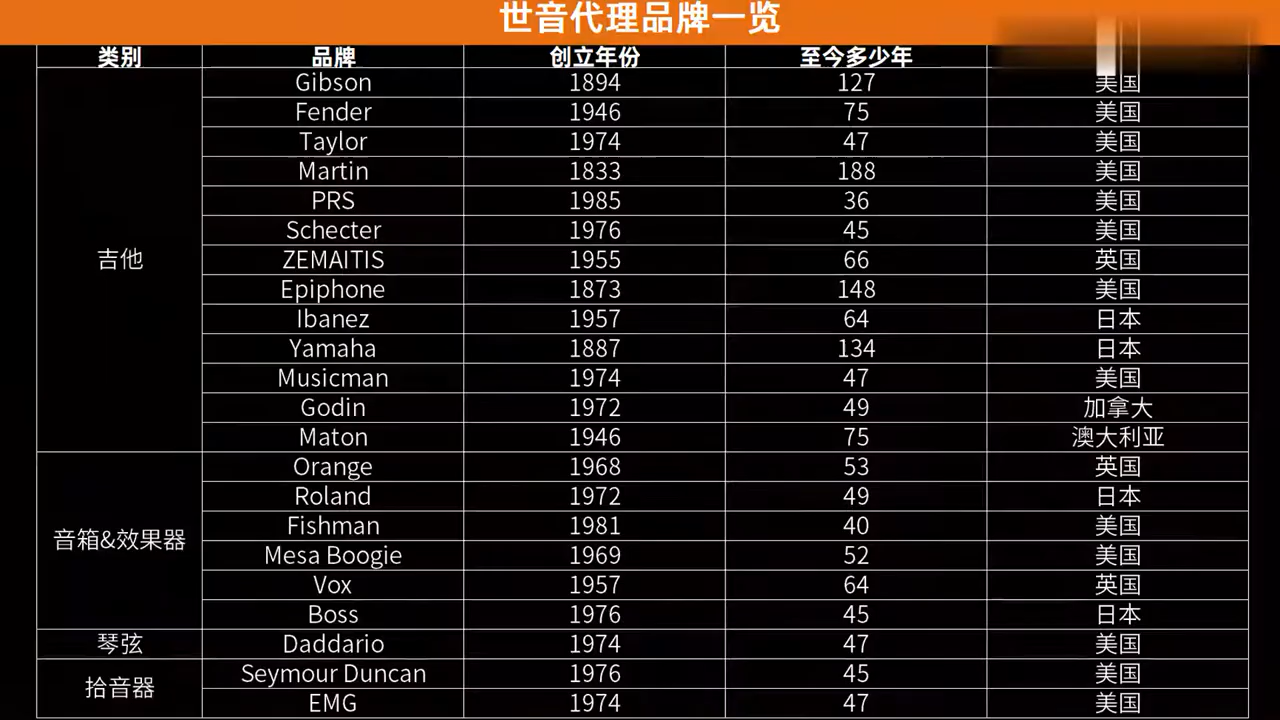 世音代理品牌一览
类别 品牌 创立年份 至今多少年
吉他 Gibson 1894 127 美国
Fender 1946 75 美国
Taylor 1974 47 美国
Martin 1833 188 美国
PRS 1985 36 美国
Schecter 1976 45 美国
ZEMAITIS 1955 66 英国
Epiphone 1873 148 美国
Ibanez 1957 64 日本
Yamaha 1887 134 日本
Musicman 1974 47 美国
Godin 1972 49 加拿大
Maton 1946 75 澳大利亚
音箱&效果器 Orange 1968 53 英国
Roland 1972 49 日本
Fishman 1981 40 美国
Mesa Boogie 1969 52 美国
Vox 1957 64 英国
Boss 1976 45 日本
琴弦 Daddario 1974 47 美国
拾音器 Seymour Duncan 1976 45 美国
EMG 1974 47 美国